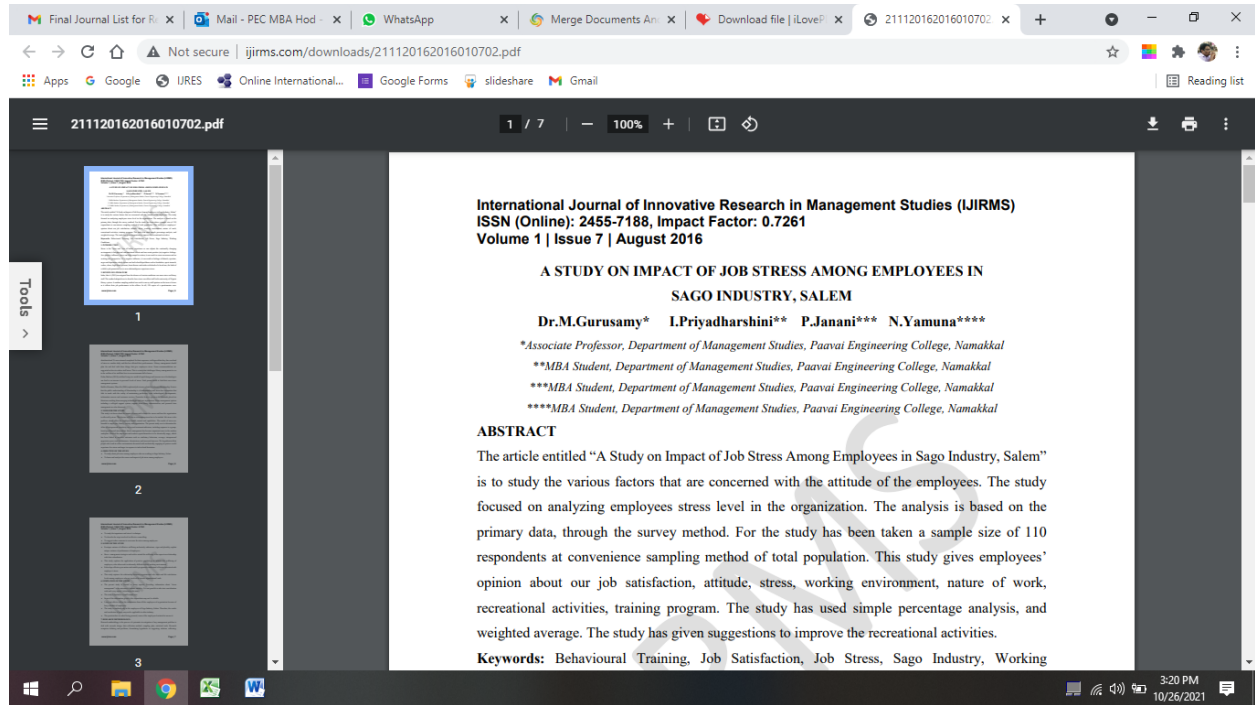 Final Journal List for Re
Mail - PEC MBA Hod -
WhatsApp
Merge Documents An
Download file | iLoveP
211120162016010702
Not secure | ijirms.com/downloads/211120162016010702.pdf
Apps Google IJRES Online International... Google Forms slideshare Gmail Reading list
211120162016010702.pdf 1 / 7 100%
Tools
1
2
3
International Journal of Innovative Research in Management Studies (IJIRMS)
ISSN (Online): 2455-7188, Impact Factor: 0.7261
Volume 1 | Issue 7 | August 2016
A STUDY ON IMPACT OF JOB STRESS AMONG EMPLOYEES IN
SAGO INDUSTRY, SALEM
Dr.M.Gurusamy* I.Priyadharshini** P.Janani*** N.Yamuna****
*Associate Professor, Department of Management Studies, Paavai Engineering College, Namakkal
**MBA Student, Department of Management Studies, Paavai Engineering College, Namakkal
***MBA Student, Department of Management Studies, Paavai Engineering College, Namakkal
****MBA Student, Department of Management Studies, Paavai Engineering College, Namakkal
ABSTRACT
The article entitled “A Study on Impact of Job Stress Among Employees in Sago Industry, Salem”
is to study the various factors that are concerned with the attitude of the employees. The study
focused on analyzing employees stress level in the organization. The analysis is based on the
primary data, through the survey method. For the study has been taken a sample size of 110
respondents at convenience sampling method of total population. This study gives employees’
opinion about our job satisfaction, attitude, stress, working environment, nature of work,
recreational activities, training program. The study has used simple percentage analysis, and
weighted average. The study has given suggestions to improve the recreational activities.
Keywords: Behavioural Training, Job Satisfaction, Job Stress, Sago Industry, Working
3:20 PM
10/26/2021